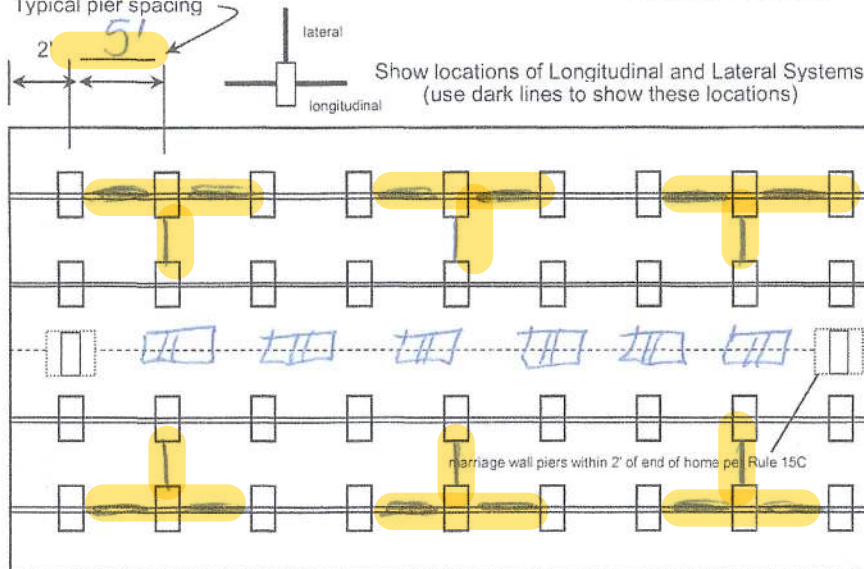 Typical pier spacing
2' 5'
lateral
longitudinal
Show locations of Longitudinal and Lateral Systems
(use dark lines to show these locations)
marriage wall piers within 2' of end of home per Rule 15C